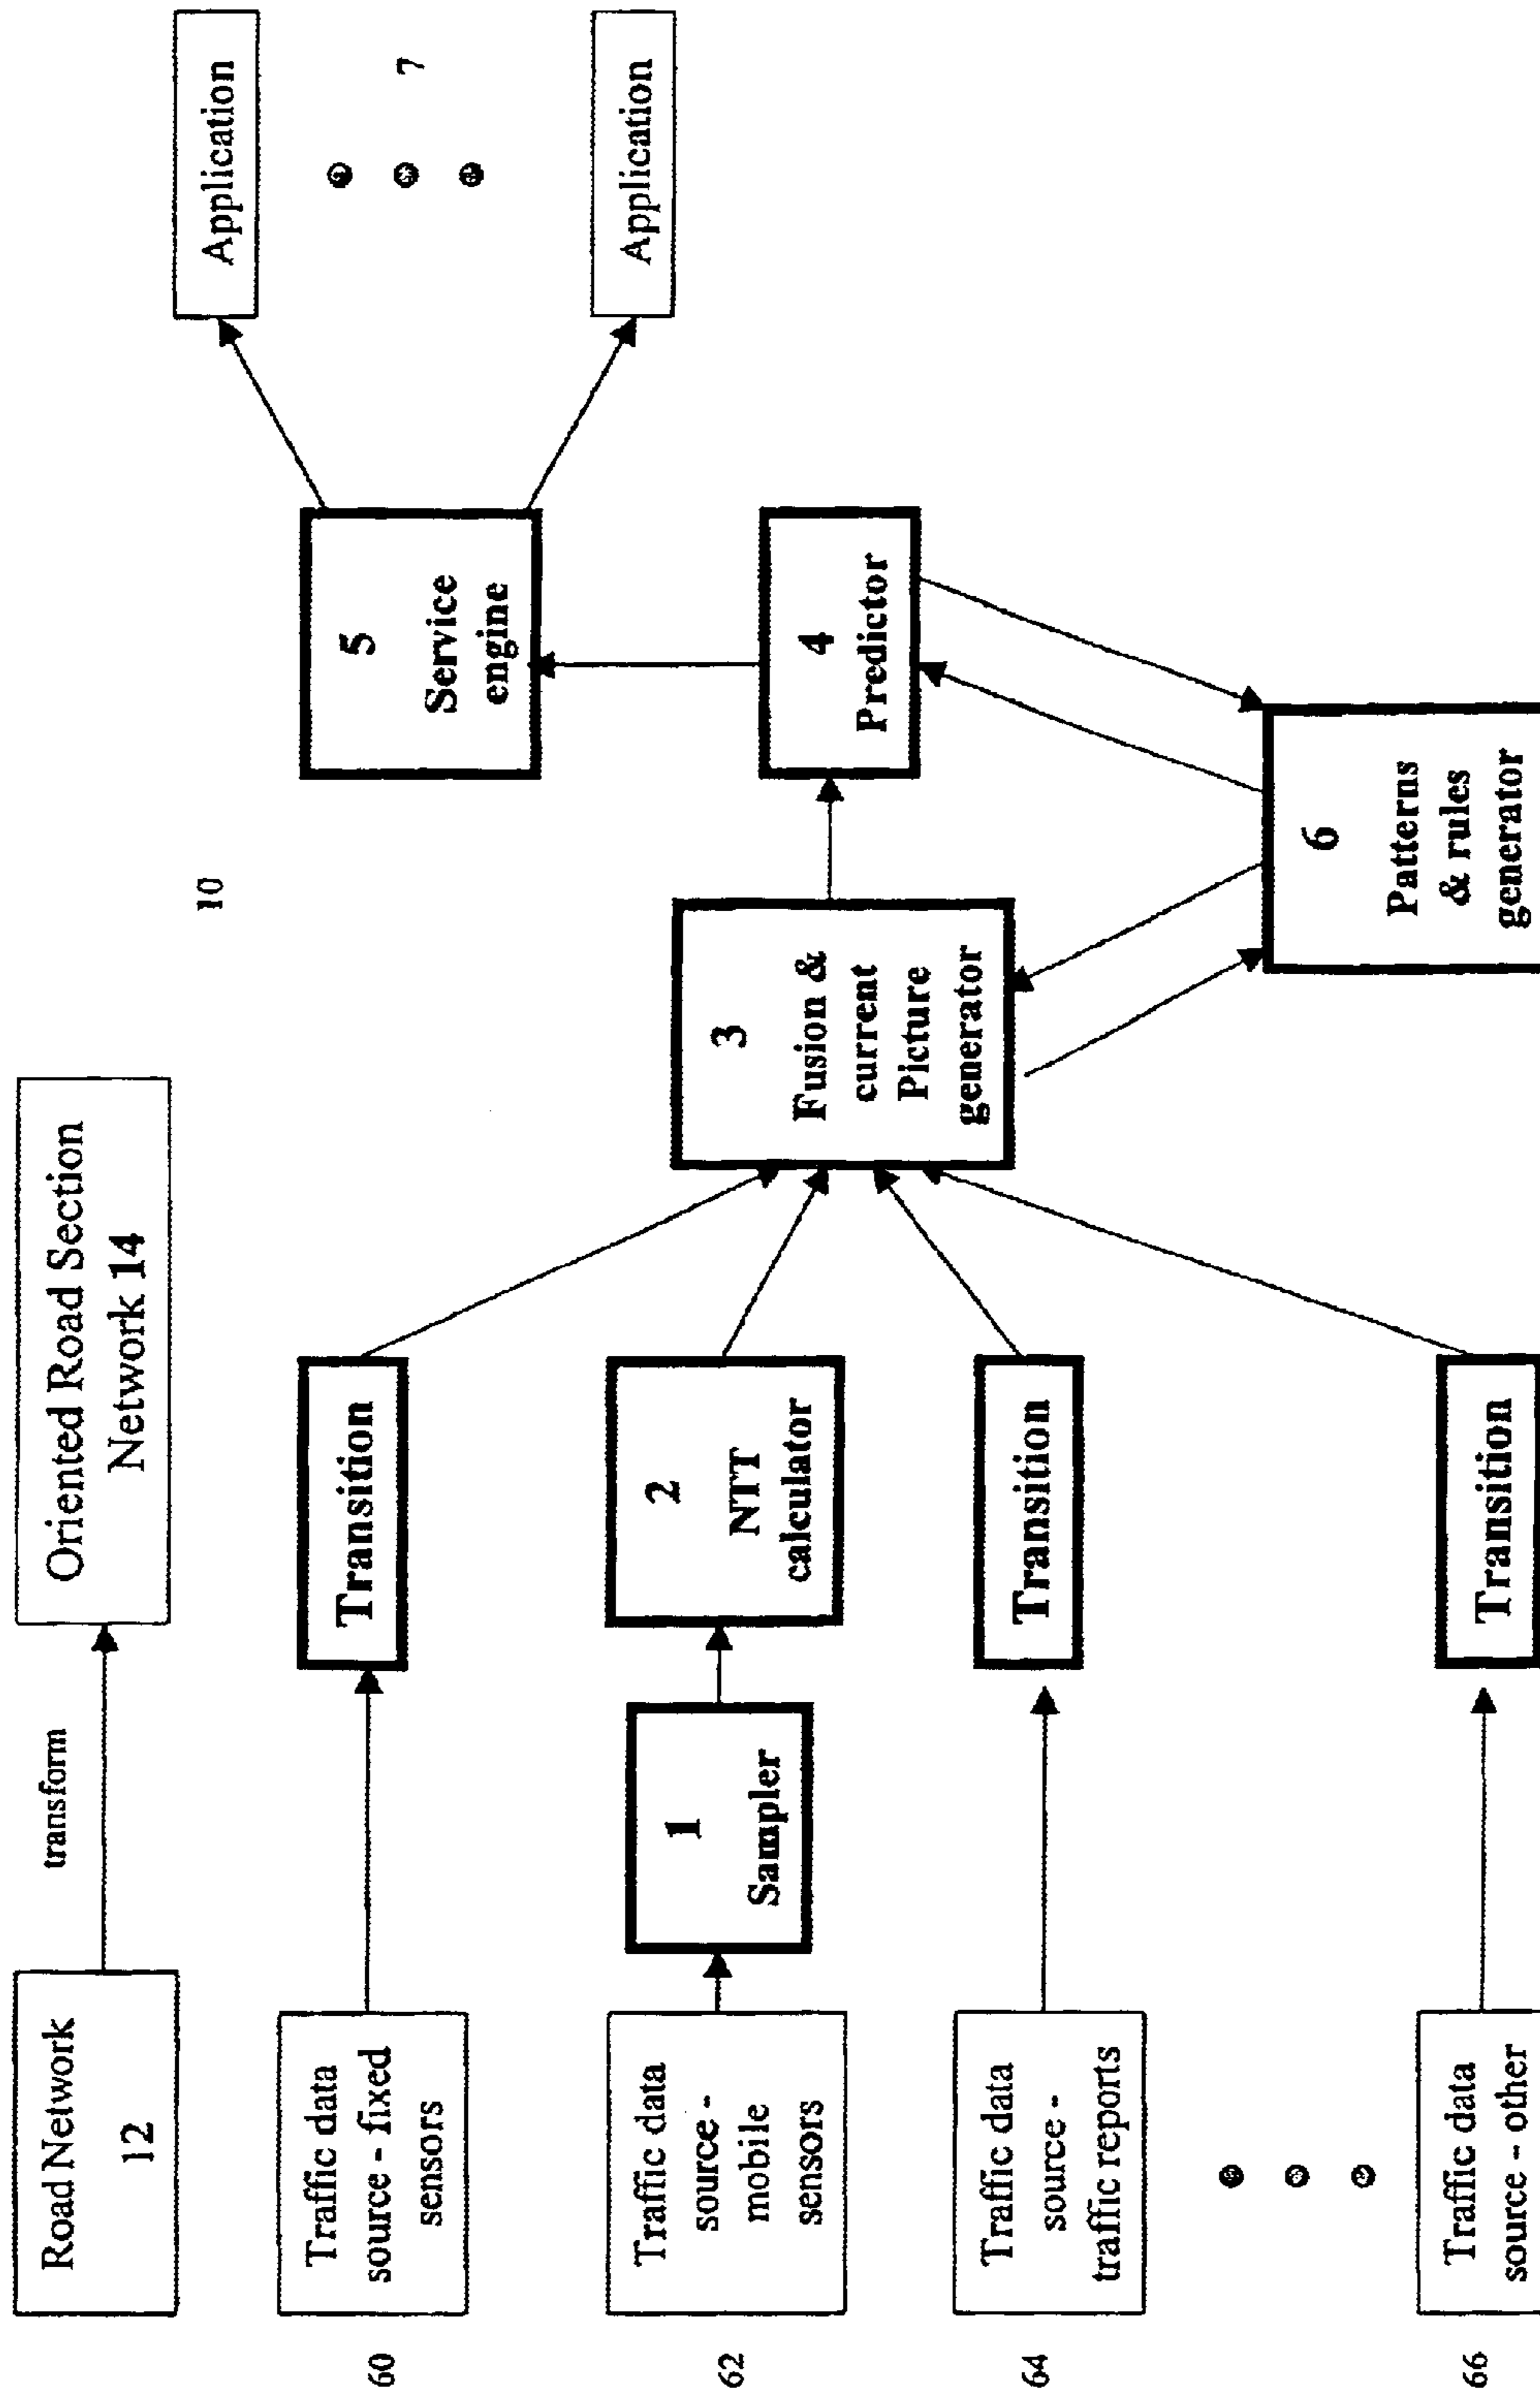 Road Network
12
transform
Oriented Road Section
Network 14
10
60
Traffic data
source - fixed
sensors
Transition
62
Traffic data
source -
mobile
sensors
1
Sampler
2
NTT
calculator
64
Traffic data
source -
traffic reports
Transition
66
Traffic data
source - other
Transition
3
Fusion &
current
Picture
generator
4
Predictor
5
Service
engine
6
Patterns
& rules
generator
Application
7
Application